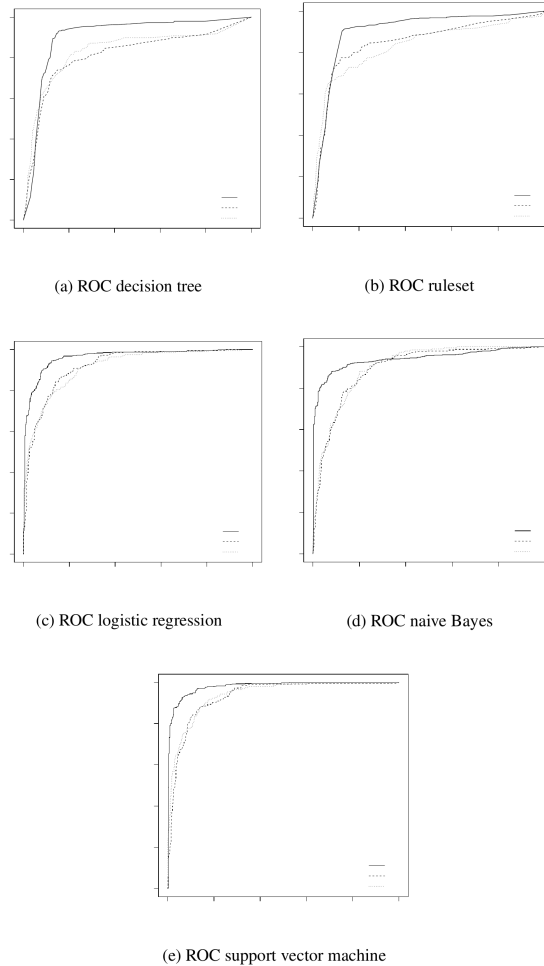 (a) ROC decision tree
(b) ROC ruleset
(c) ROC logistic regression
(d) ROC naive Bayes
(e) ROC support vector machine